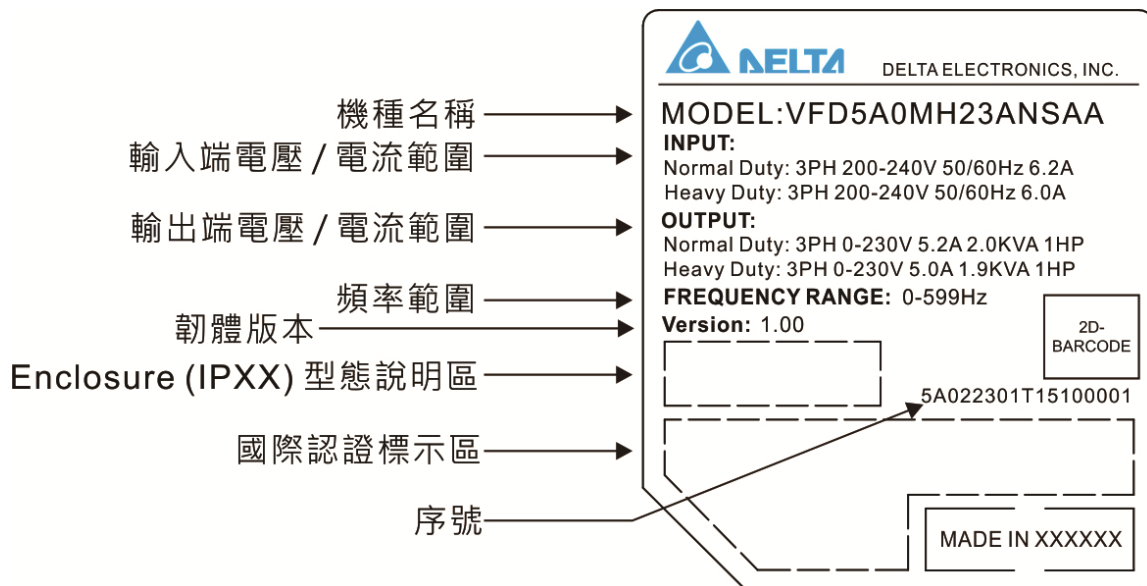 DELTA
DELTA ELECTRONICS, INC.
機種名稱
MODEL:VFD5A0MH23ANSAA
輸入端電壓 / 電流範圍
INPUT:
Normal Duty: 3PH 200-240V 50/60Hz 6.2A
Heavy Duty: 3PH 200-240V 50/60Hz 6.0A
輸出端電壓 / 電流範圍
OUTPUT:
Normal Duty: 3PH 0-230V 5.2A 2.0KVA 1HP
Heavy Duty: 3PH 0-230V 5.0A 1.9KVA 1HP
頻率範圍
FREQUENCY RANGE: 0-599Hz
韌體版本
Version: 1.00
2D-
BARCODE
Enclosure (IPXX) 型態說明區
5A022301T15100001
國際認證標示區
序號
MADE IN XXXXXX